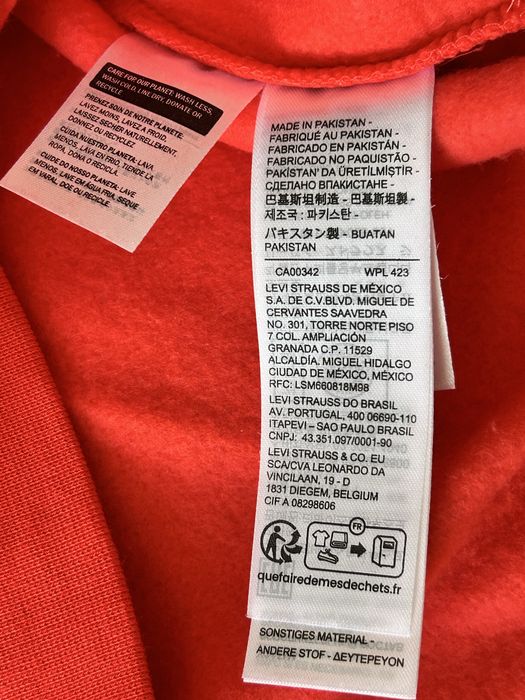 CARE FOR OUR PLANET: WASH LESS,
WASH COLD, LINE DRY, DONATE OR
RECYCLE
PRENEZ SOIN DE NOTRE PLANETE:
LAVEZ MOINS, LAVEZ A FROID,
LAISSEZ SÉCHER NATURELLEMENT,
DONNEZ OU RECYCLEZ
CUIDA NUESTRO PLANETA: LAVA
MENOS, LAVA EN FRÍO, TIENDE LA
ROPA, DONA O RECICLA.
CUIDE DO NOSSO PLANETA: LAVE
MENOS, LAVE EM ÁGUA FRIA, SEQUE
EM VARAL, DOE OU RECICLE.
MADE IN PAKISTAN -
FABRIQUÉ AU PAKISTAN -
FABRICADO EN PAKISTÁN -
FABRICADO NO PAQUISTÃO -
PAKİSTAN' DA ÜRETİLMİŞTİR -
СДЕЛАНО ВПАКИСТАНЕ -
巴基斯坦制造 - 巴基斯坦製 -
제조국 : 파키스탄 -
パキスタン製 - BUATAN
PAKISTAN
CA00342 WPL 423
LEVI STRAUSS DE MÉXICO
S.A. DE C.V.BLVD. MIGUEL DE
CERVANTES SAAVEDRA
NO. 301, TORRE NORTE PISO
7 COL. AMPLIACIÓN
GRANADA C.P. 11529
ALCALDÍA. MIGUEL HIDALGO
CIUDAD DE MÉXICO, MÉXICO
RFC: LSM660818M98
LEVI STRAUSS DO BRASIL
AV. PORTUGAL, 400 06690-110
ITAPEVI – SAO PAULO BRASIL
CNPJ: 43.351.097/0001-90
LEVI STRAUSS & CO. EU
SCA/CVA LEONARDO DA
VINCILAAN, 19 - D
1831 DIEGEM, BELGIUM
CIF A 08298606
FR
quefairedemesdechets.fr
SONSTIGES MATERIAL -
ANDERE STOF - ΔΕΥΤΕΡΕΥΟΝ